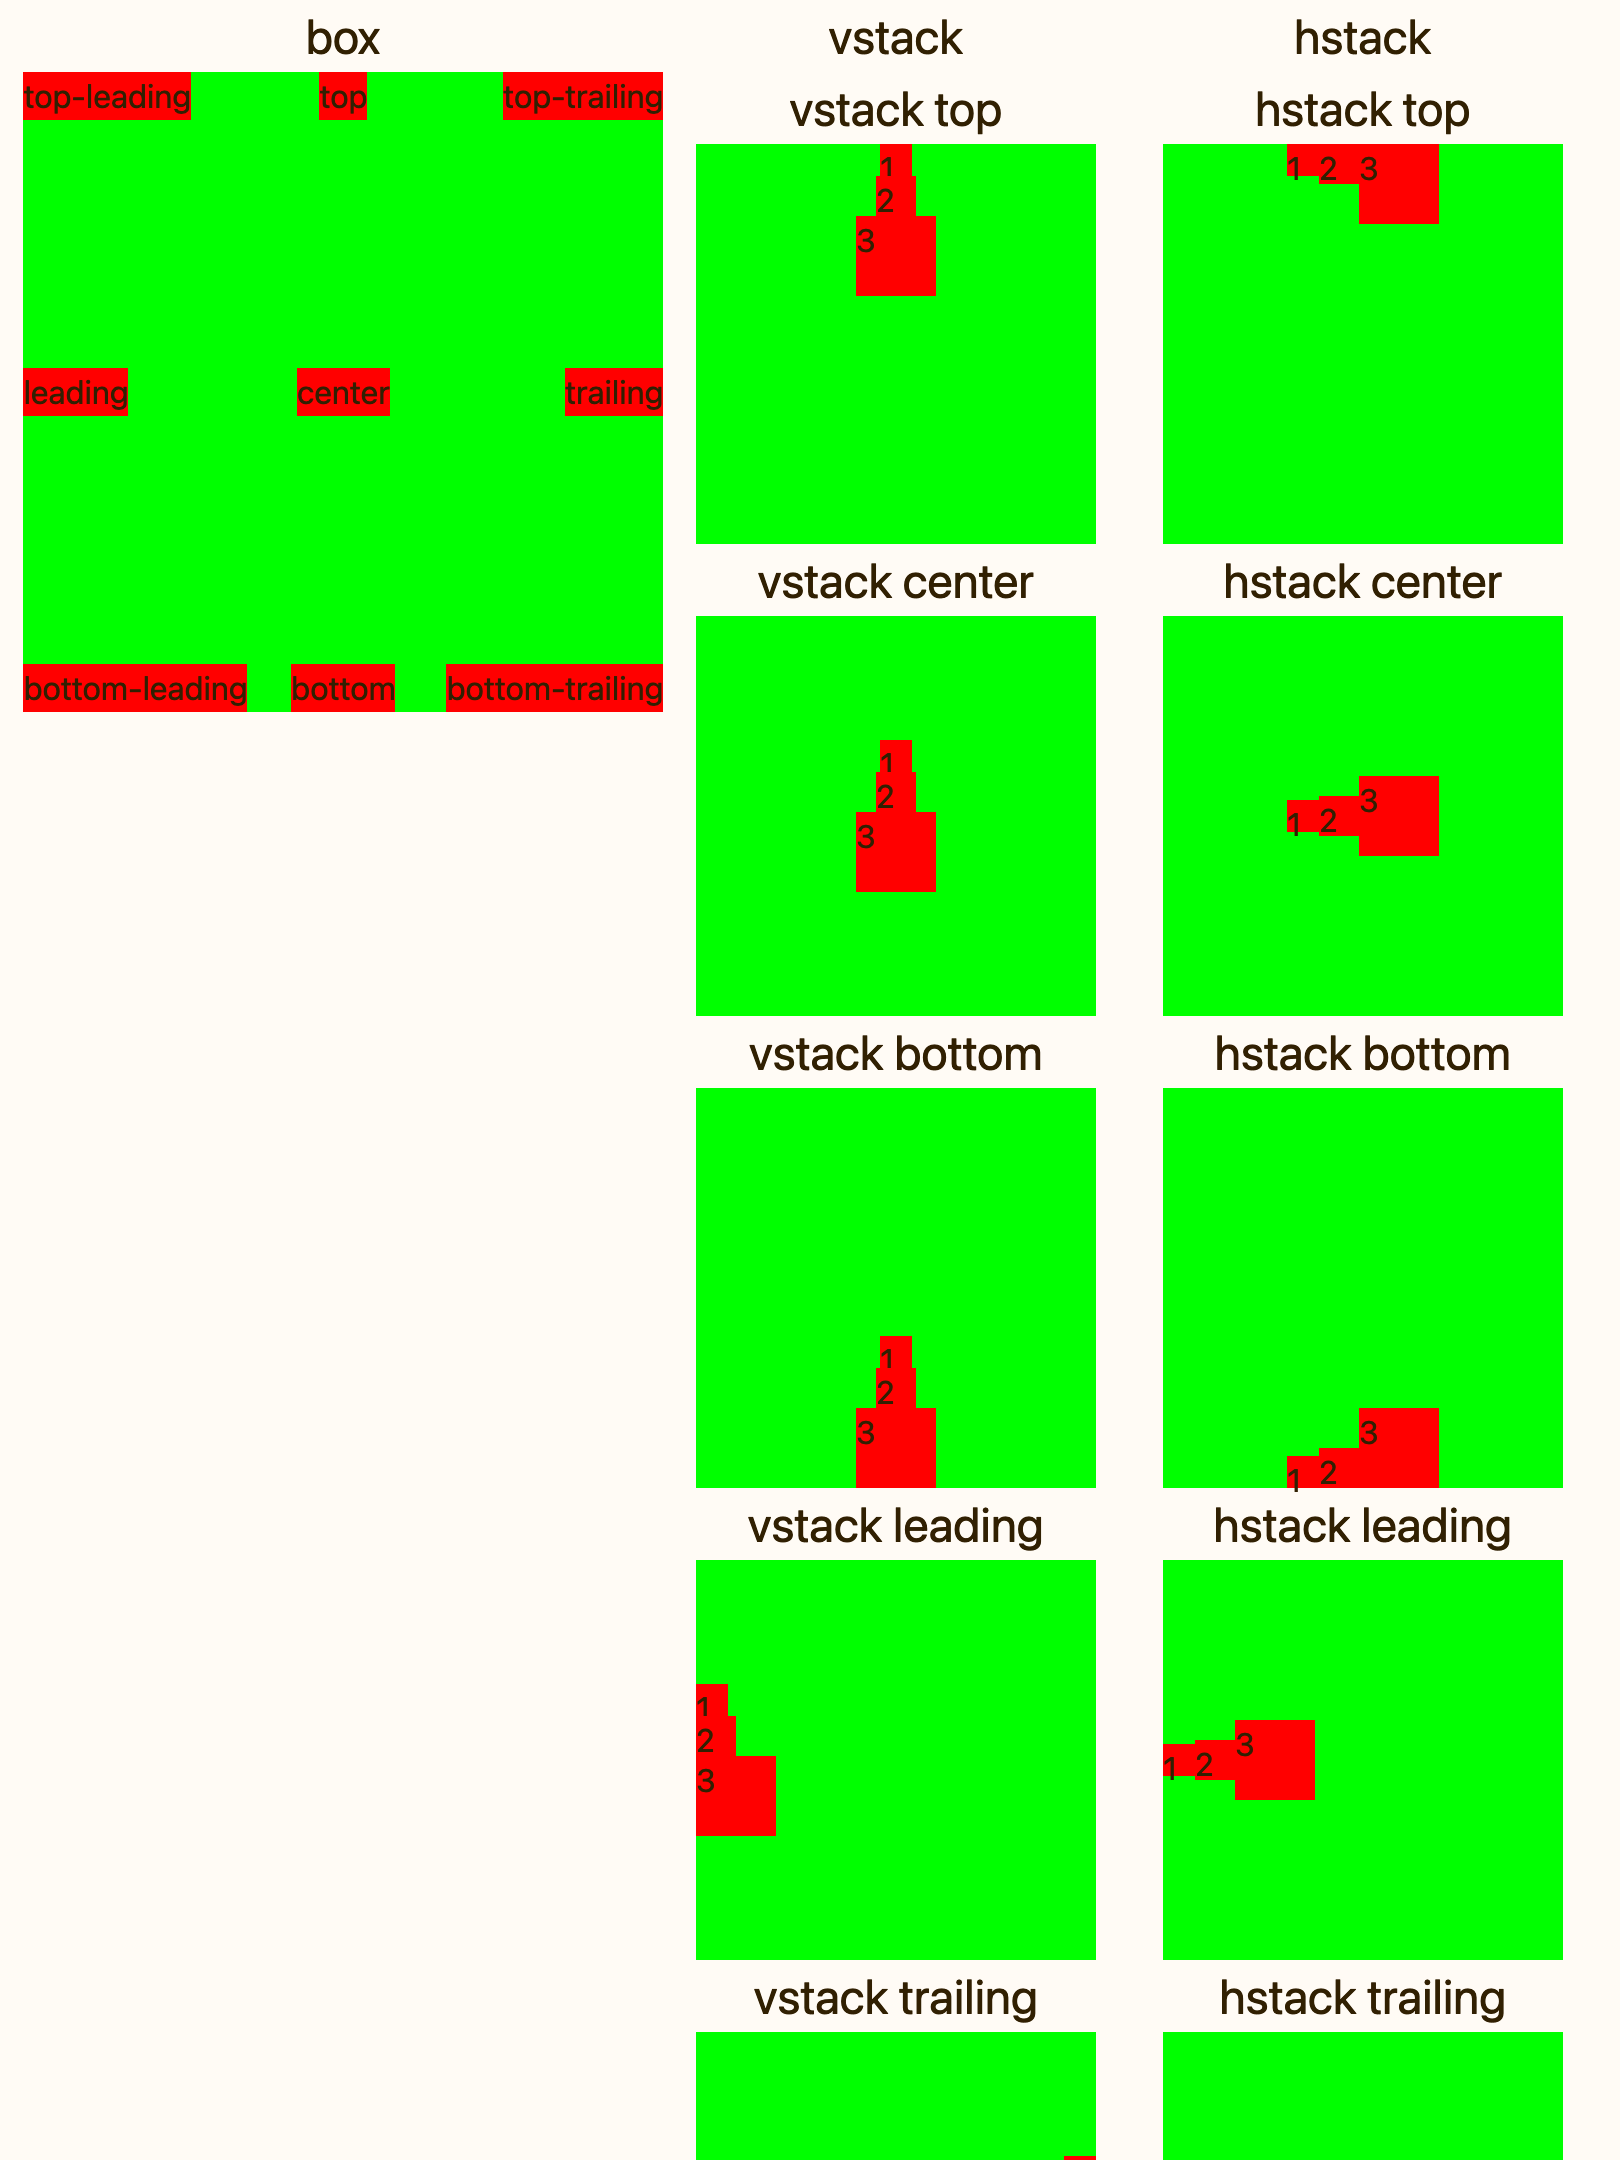 box
top-leading top top-trailing
leading center trailing
bottom-leading bottom bottom-trailing
vstack
vstack top
1
2
3
vstack center
1
2
3
vstack bottom
1
2
3
vstack leading
1
2
3
vstack trailing
hstack
hstack top
1 2 3
hstack center
1 2 3
hstack bottom
1 2 3
hstack leading
1 2 3
hstack trailing